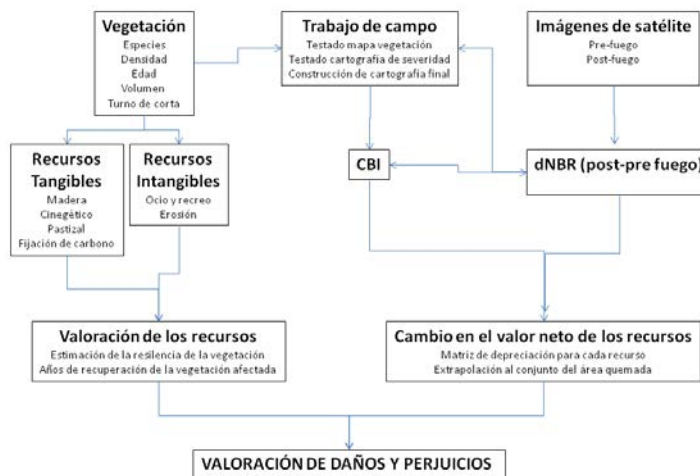 Vegetación
Especies
Densidad
Edad
Volumen
Turno de corta
Trabajo de campo
Testado mapa vegetación
Testado cartografía de severidad
Construcción de cartografía final
Imágenes de satélite
Pre-fuego
Post-fuego
Recursos
Tangibles
Madera
Cinegético
Pastizal
Fijación de carbono
Recursos
Intangibles
Ocio y recreo
Erosión
CBI
dNBR (post-pre fuego)
Valoración de los recursos
Estimación de la resilencia de la vegetación
Años de recuperación de la vegetación afectada
Cambio en el valor neto de los recursos
Matriz de depreciación para cada recurso
Extrapolación al conjunto del área quemada
VALORACIÓN DE DAÑOS Y PERJUICIOS